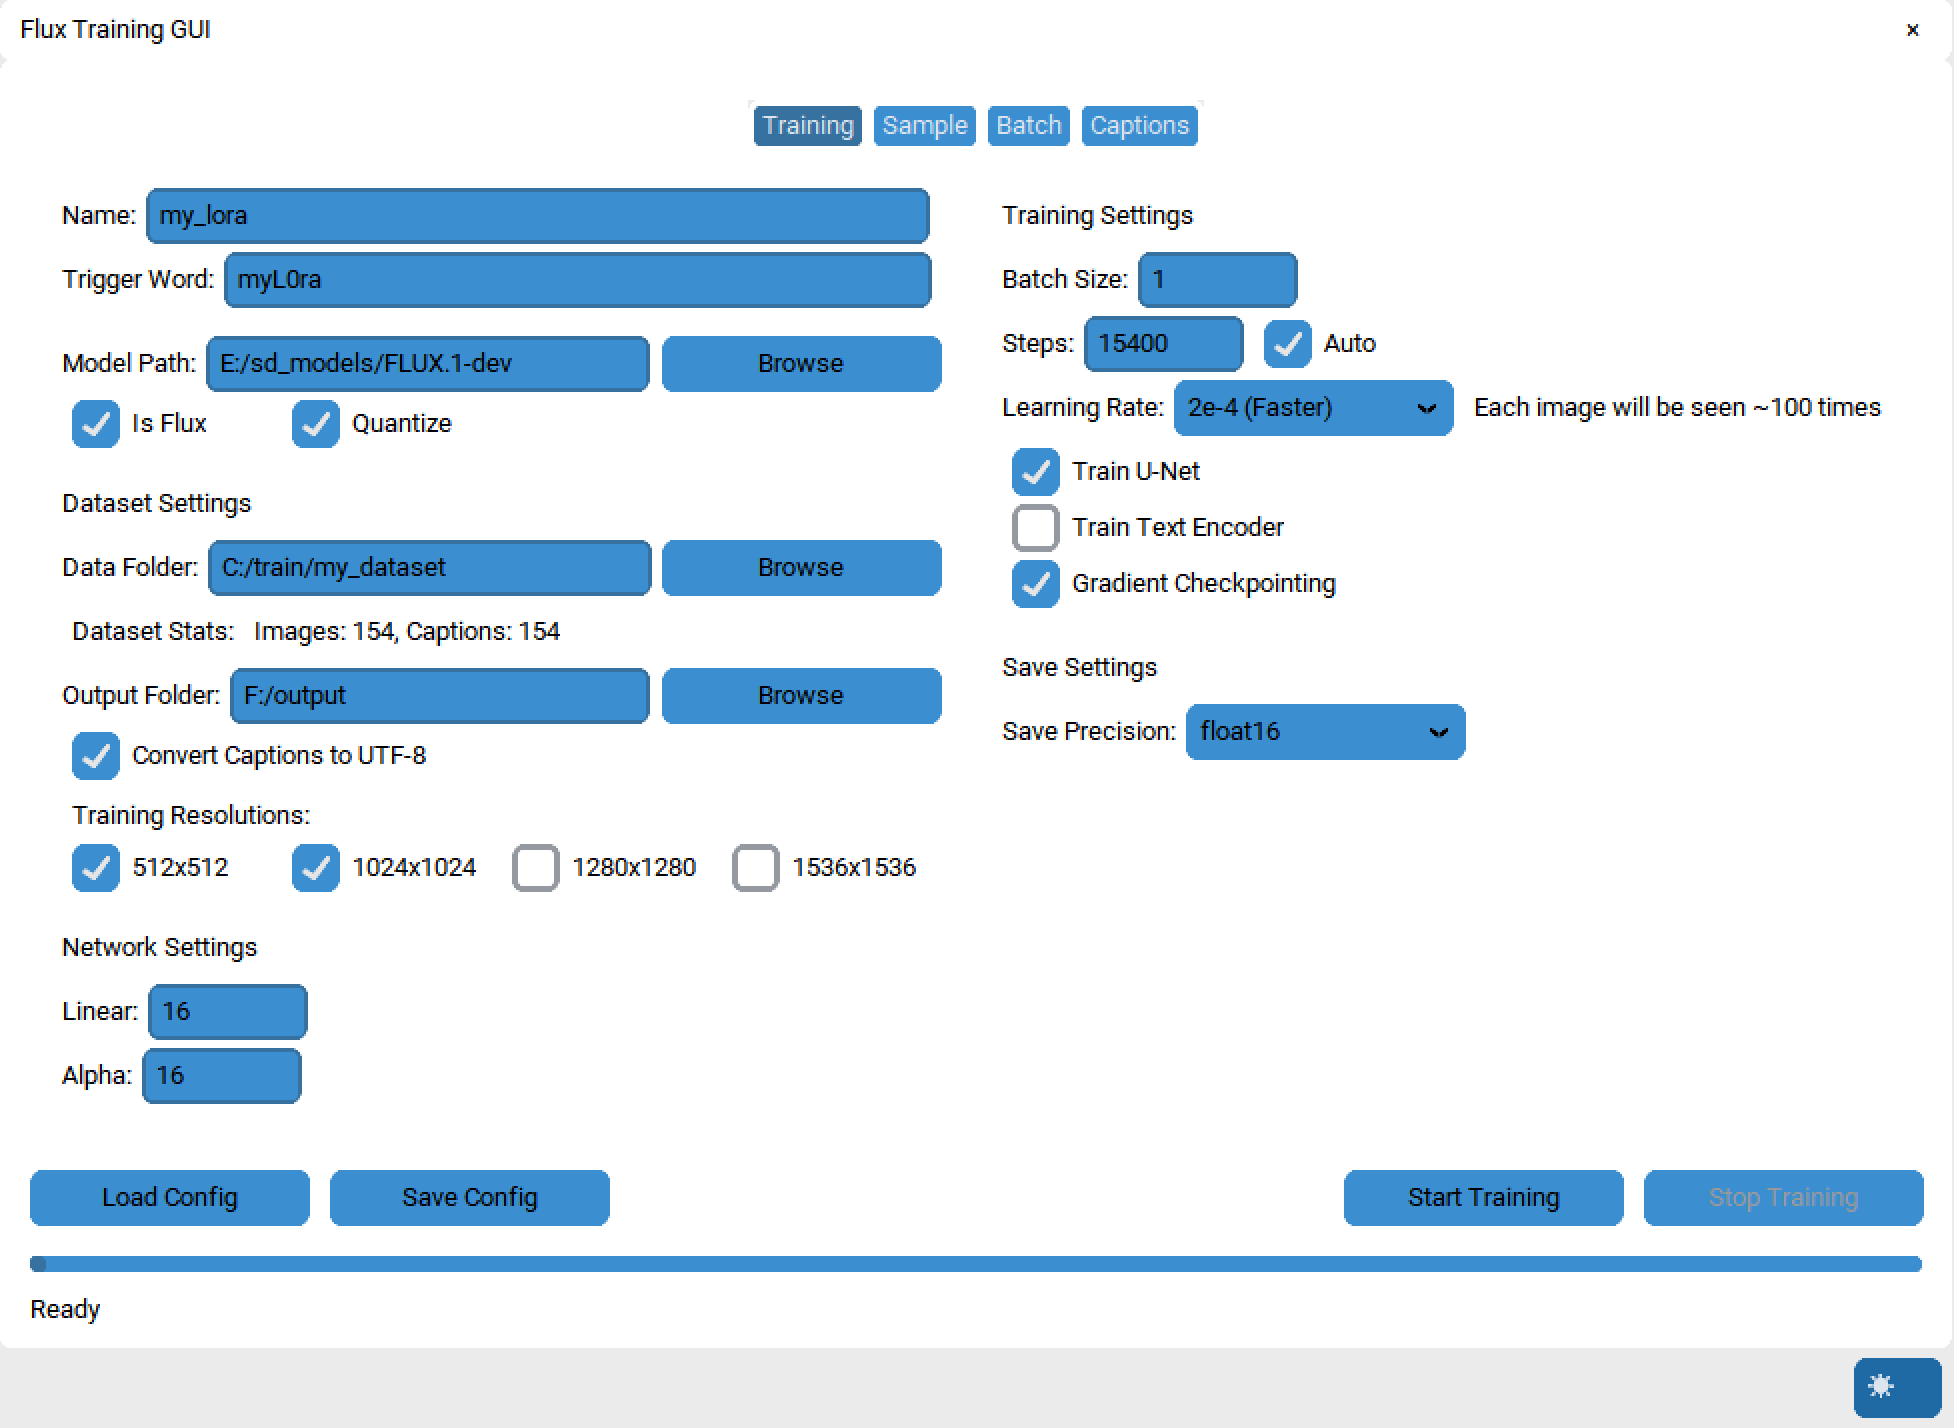 Flux Training GUI
×
Training Sample Batch Captions
Name: my_lora
Trigger Word: myL0ra
Model Path: E:/sd_models/FLUX.1-dev Browse
Is Flux Quantize
Dataset Settings
Data Folder: C:/train/my_dataset Browse
Dataset Stats: Images: 154, Captions: 154
Output Folder: F:/output Browse
Convert Captions to UTF-8
Training Resolutions:
512x512 1024x1024 1280x1280 1536x1536
Network Settings
Linear: 16
Alpha: 16
Training Settings
Batch Size: 1
Steps: 15400 Auto
Learning Rate: 2e-4 (Faster) Each image will be seen ~100 times
Train U-Net
Train Text Encoder
Gradient Checkpointing
Save Settings
Save Precision: float16
Load Config Save Config Start Training Stop Training
Ready